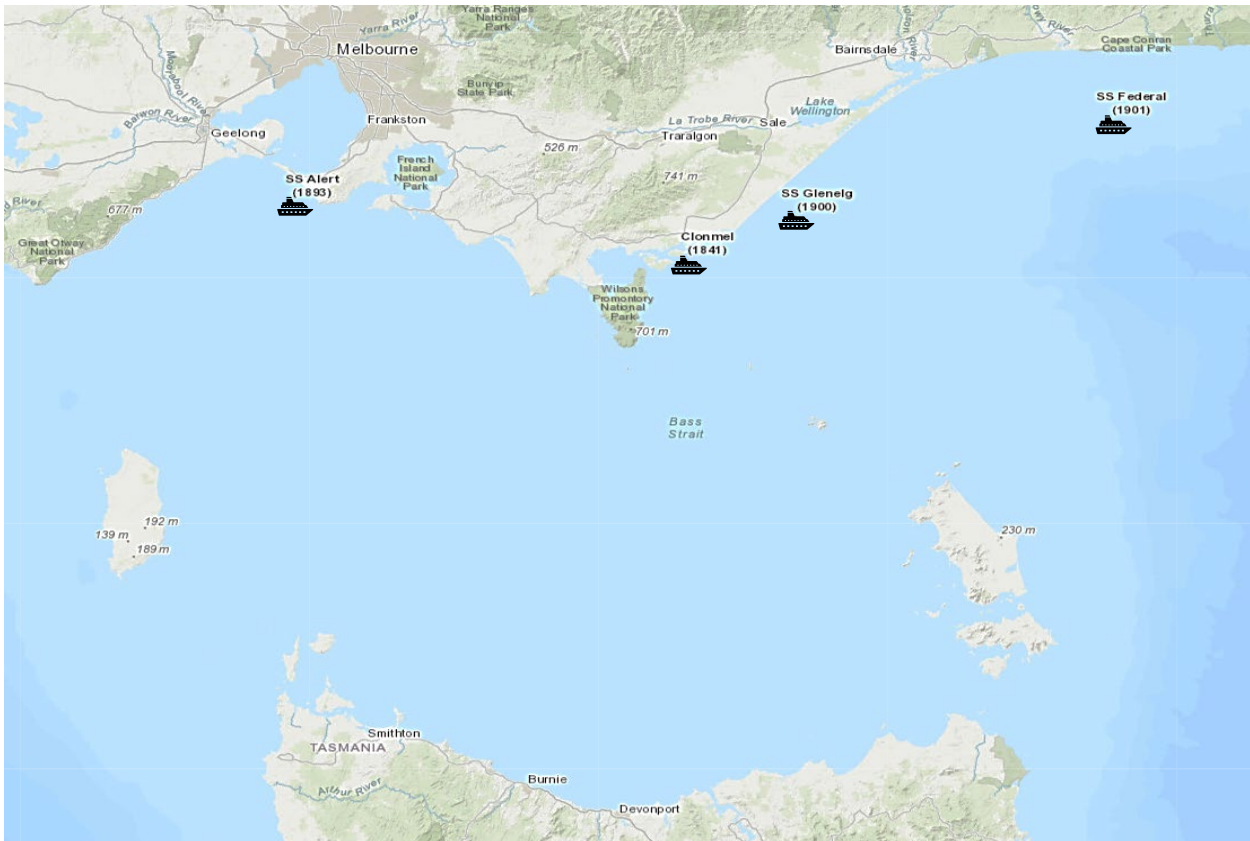 Yarra Ranges
National
Park
Yarra River
Melbourne
Moorabool River
Barwon River
Geelong
Frankston
Bunyip
State Park
Bairnsdale
Cape Conran
Coastal Park
SS Federal
(1901)
Lake
Wellington
La Trobe River
Sale
Traralgon
526 m
French
Island
National
Park
741 m
SS Alert
(1893)
SS Glenelg
(1900)
677 m
Great Otway
National
Park
Clonmel
(1841)
Wilsons
Promontory
National
Park
701 m
Bass
Strait
192 m
139 m
189 m
230 m
Smithton
TASMANIA
Burnie
Arthur River
Devonport